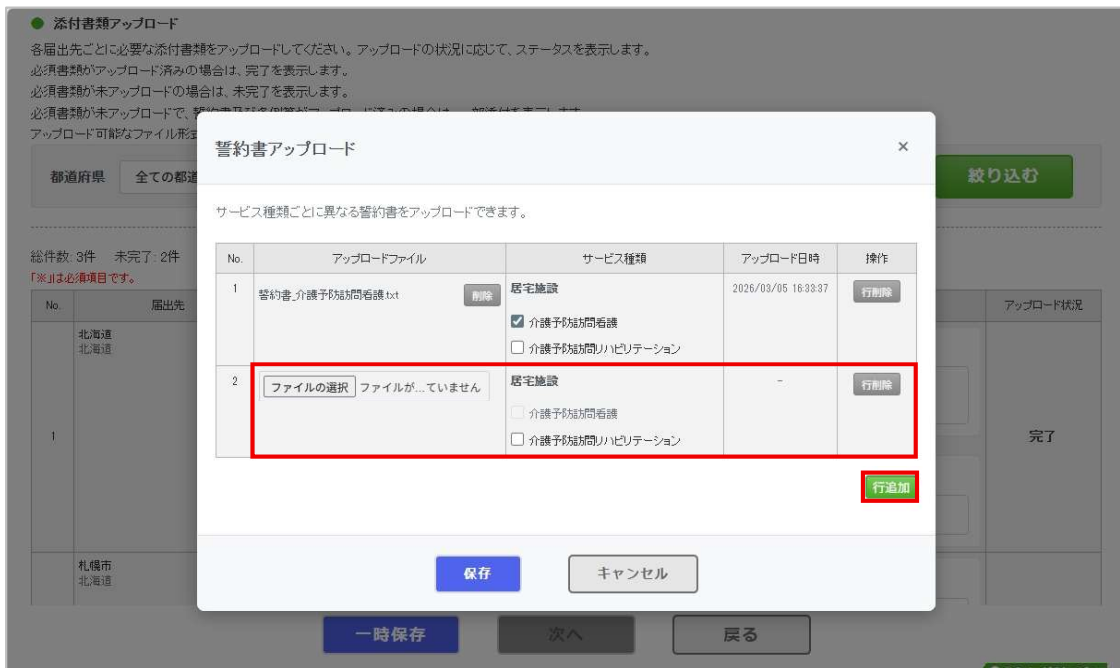 添付書類アップロード
各届出先ごとに必要な添付書類をアップロードしてください。アップロードの状況に応じて、ステータスを表示します。
必須書類がアップロード済みの場合は、完了を表示します。
必須書類が未アップロードの場合は、未完了を表示します。
必須書類が未アップロードで、
アップロード可能なファイル形式
誓約書アップロード ×
都道府県 全ての都道 絞り込む
サービス種類ごとに異なる誓約書をアップロードできます。
総件数: 3件 未完了: 2件
「※」は必須項目です。
No. 届出先 アップロード状況
No. アップロードファイル サービス種類 アップロード日時 操作
1 誓約書_介護予防訪問看護.txt 削除 居宅施設 2026/03/05 16:33:37 行削除
介護予防訪問看護
介護予防訪問リハビリテーション
北海道
北海道
2 ファイルの選択 ファイルが...ていません 居宅施設 - 行削除
介護予防訪問看護
介護予防訪問リハビリテーション
1 完了
行追加
札幌市
北海道
保存 キャンセル
一時保存 次へ 戻る